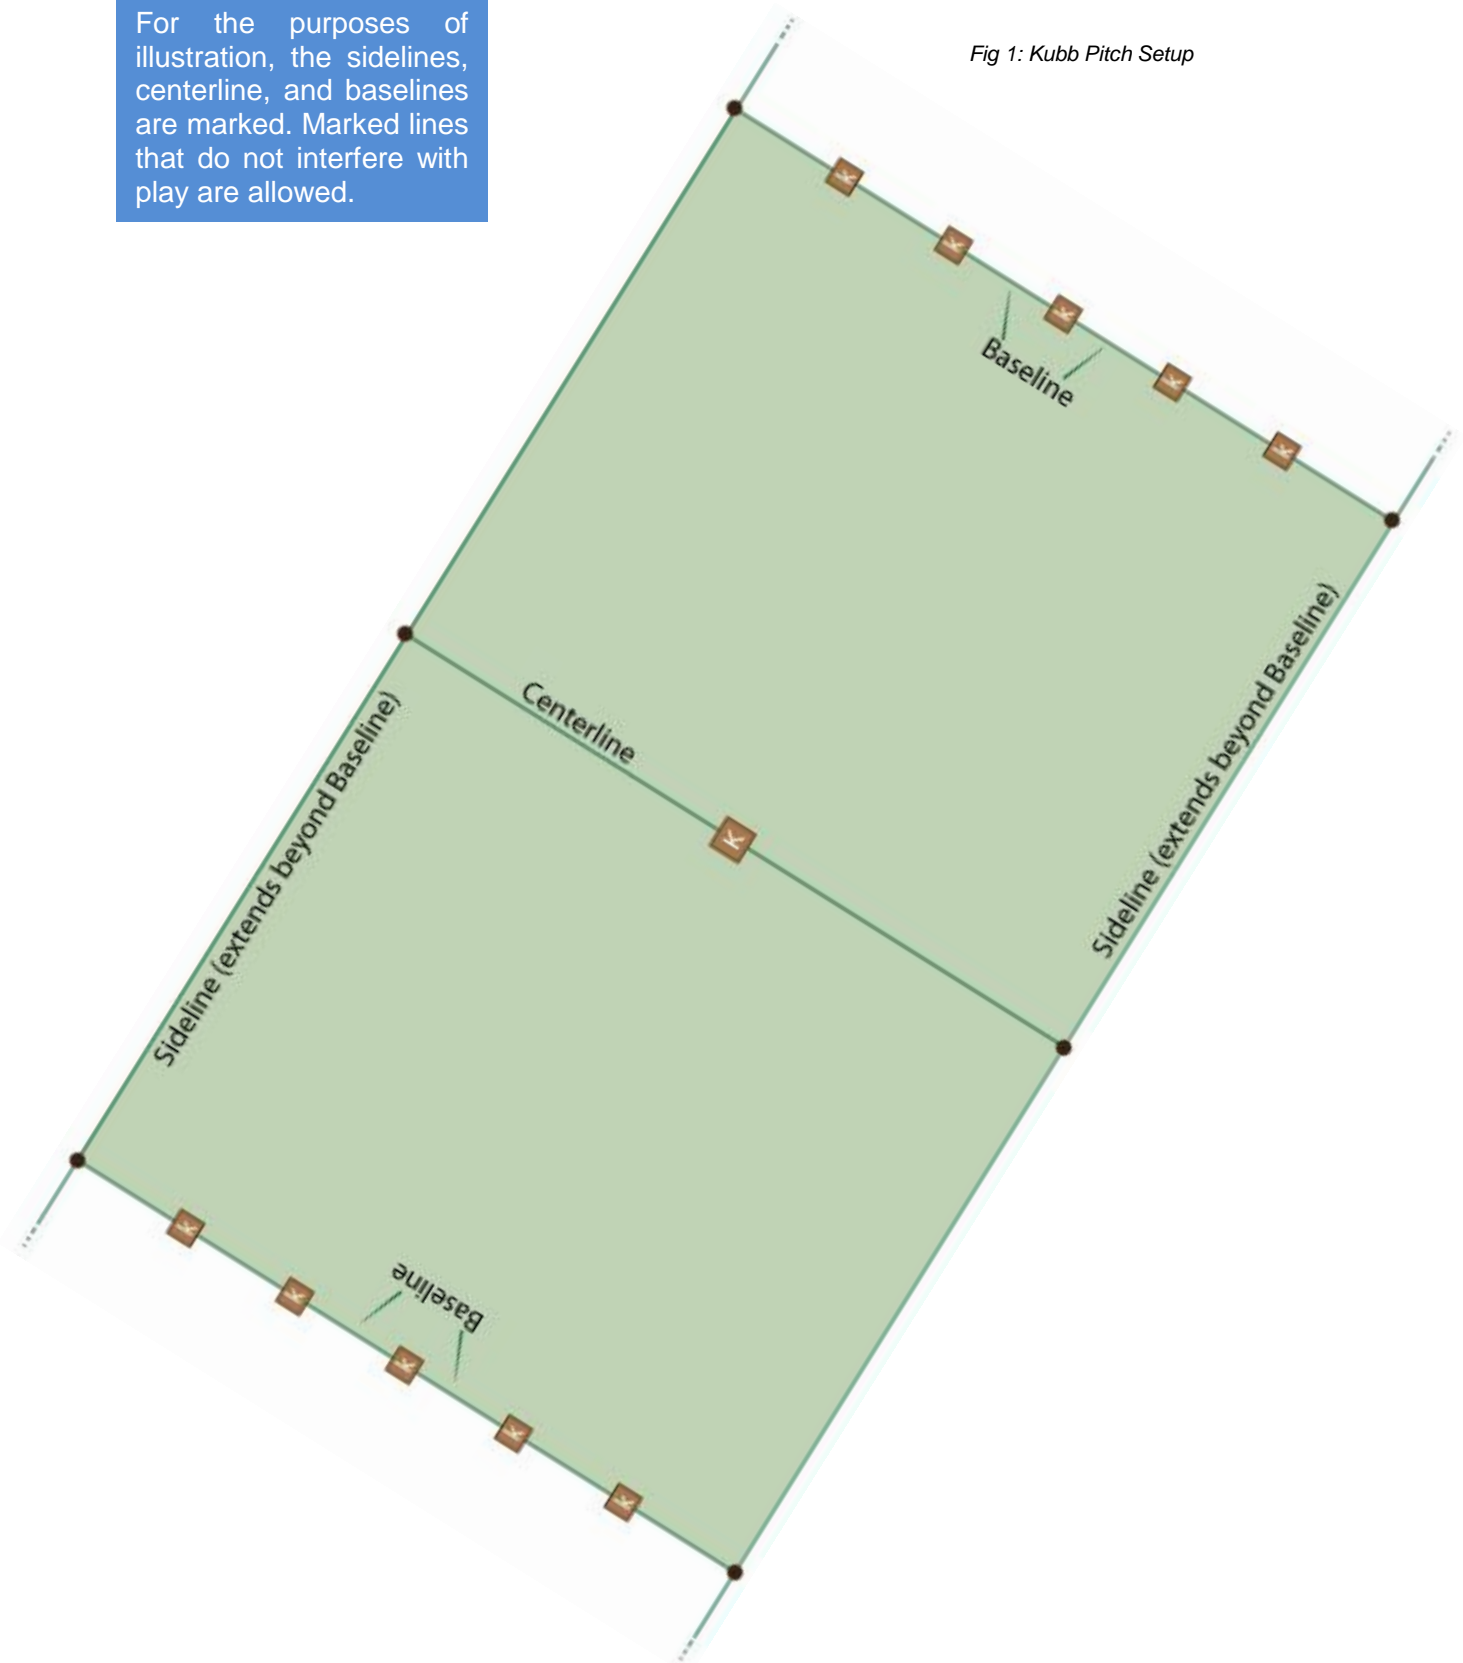 For the purposes of
illustration, the sidelines,
centerline, and baselines
are marked. Marked lines
that do not interfere with
play are allowed.
Fig 1: Kubb Pitch Setup
K
K
K
Baseline
K
K
Sideline (extends beyond Baseline)
Centerline
Sideline (extends beyond Baseline)
K
K
K
Baseline
K
K
K